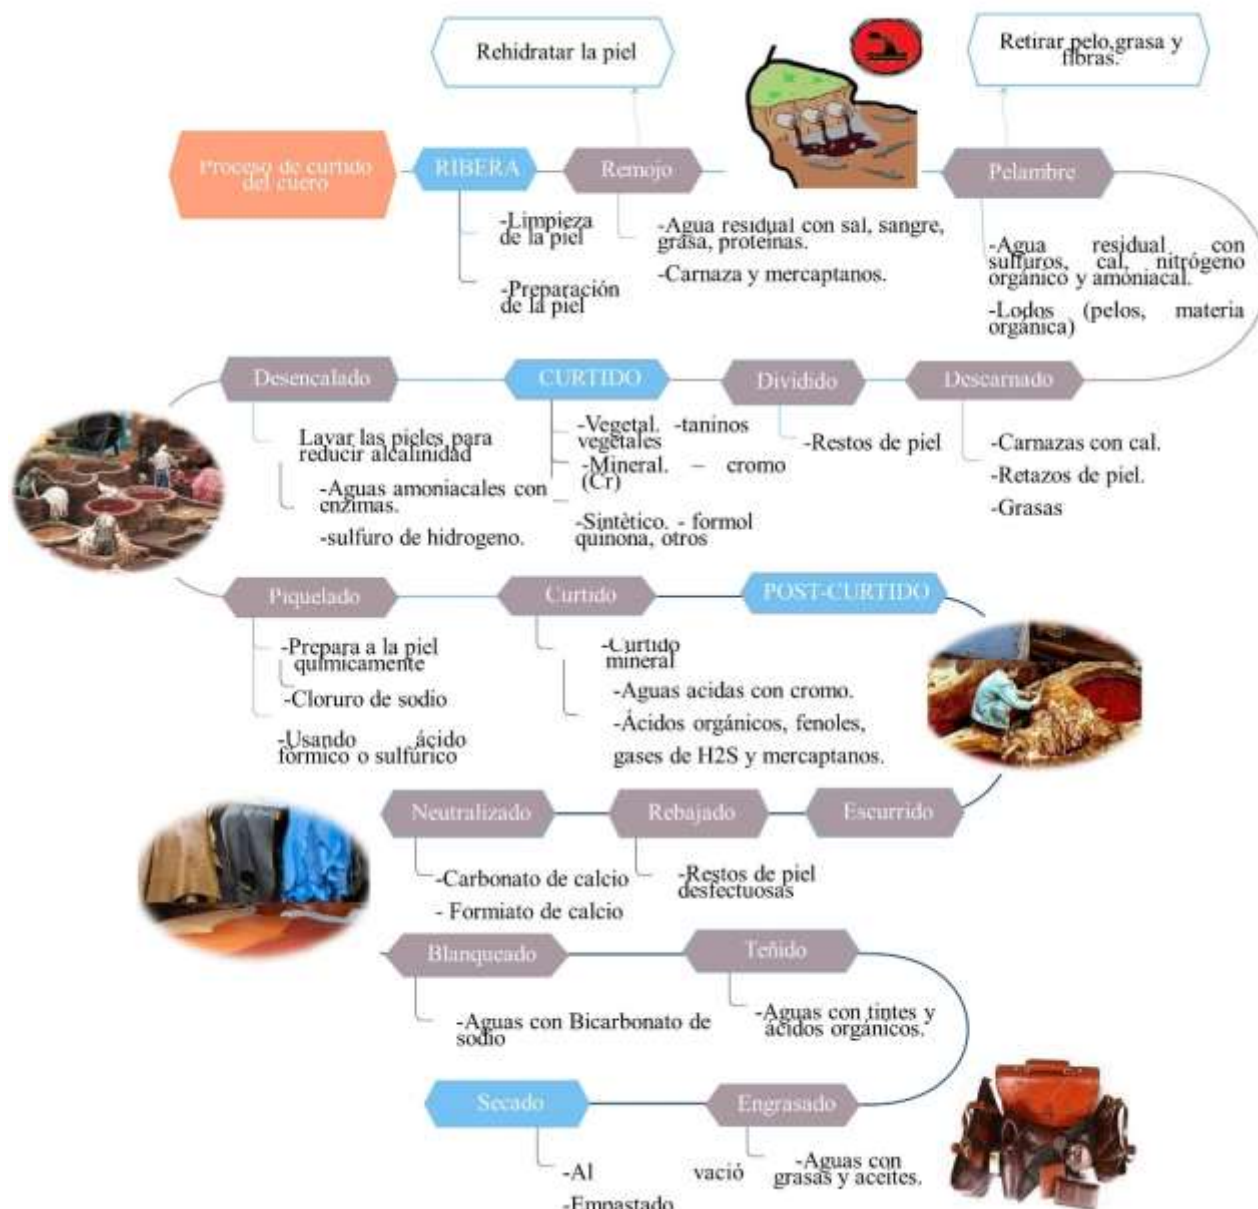 Rehidratar la piel
Retirar pelo,grasa y
fibras.
Proceso de curtido
del cuero
RIBERA
Remojo
Pelambre
-Limpieza
de la piel
-Preparación
de la piel
-Agua residual con sal, sangre,
grasa, proteínas.
-Carnaza y mercaptanos.
-Agua residual con
sulfuros, cal, nitrógeno
orgánico y amoniacal.
-Lodos (pelos, materia
orgánica)
Desencalado
CURTIDO
Dividido
Descarnado
Lavar las pieles para
reducir alcalinidad
-Aguas amoniacales con
enzimas.
-sulfuro de hidrogeno.
-Vegetal. -taninos
vegetales
-Mineral. – cromo
(Cr)
-Sintètico. - formol
quinona, otros
-Restos de piel
-Carnazas con cal.
-Retazos de piel.
-Grasas
Piquelado
Curtido
POST-CURTIDO
-Prepara a la piel
químicamente
-Cloruro de sodio
-Usando ácido
fórmico o sulfúrico
-Curtido
mineral
-Aguas acidas con cromo.
-Ácidos orgánicos, fenoles,
gases de H2S y mercaptanos.
Neutralizado
Rebajado
Escurrido
-Carbonato de calcio
- Formiato de calcio
-Restos de piel
desfectuosas
Blanqueado
Teñido
-Aguas con Bicarbonato de
sodio
-Aguas con tintes y
ácidos orgánicos.
Secado
Engrasado
-Al vació
-Empastado
-Aguas con
grasas y aceites.